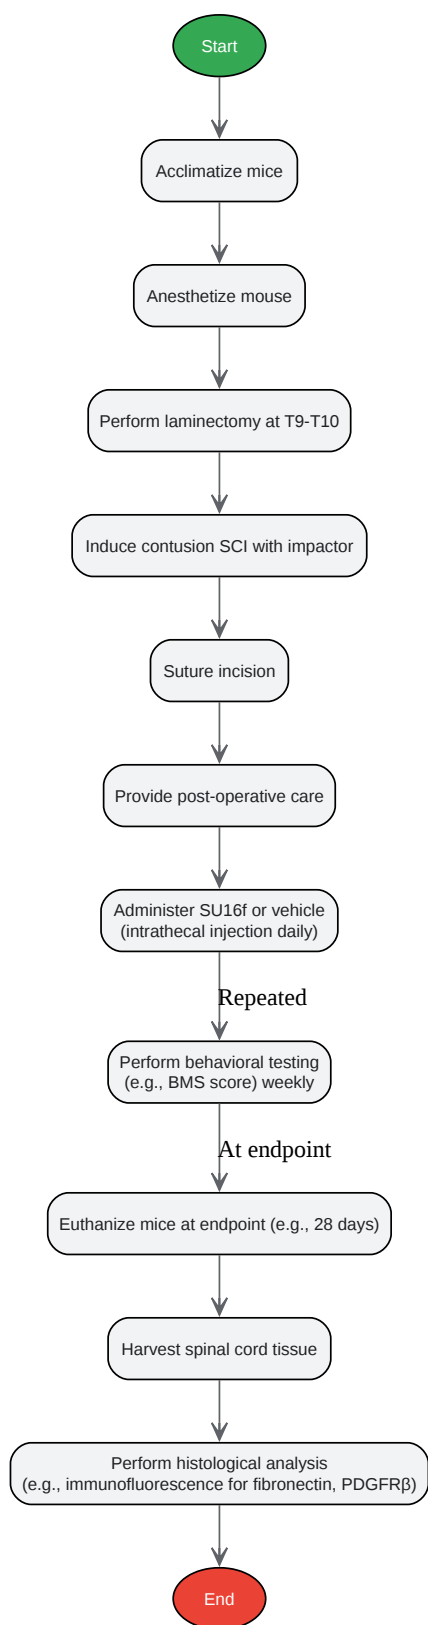 Start
Acclimatize mice
Anesthetize mouse
Perform laminectomy at T9-T10
Induce contusion SCI with impactor
Suture incision
Provide post-operative care
Administer SU16f or vehicle
(intrathecal injection daily)
Repeated
Perform behavioral testing
(e.g., BMS score) weekly
At endpoint
Euthanize mice at endpoint (e.g., 28 days)
Harvest spinal cord tissue
Perform histological analysis
(e.g., immunofluorescence for fibronectin, PDGFRβ)
End